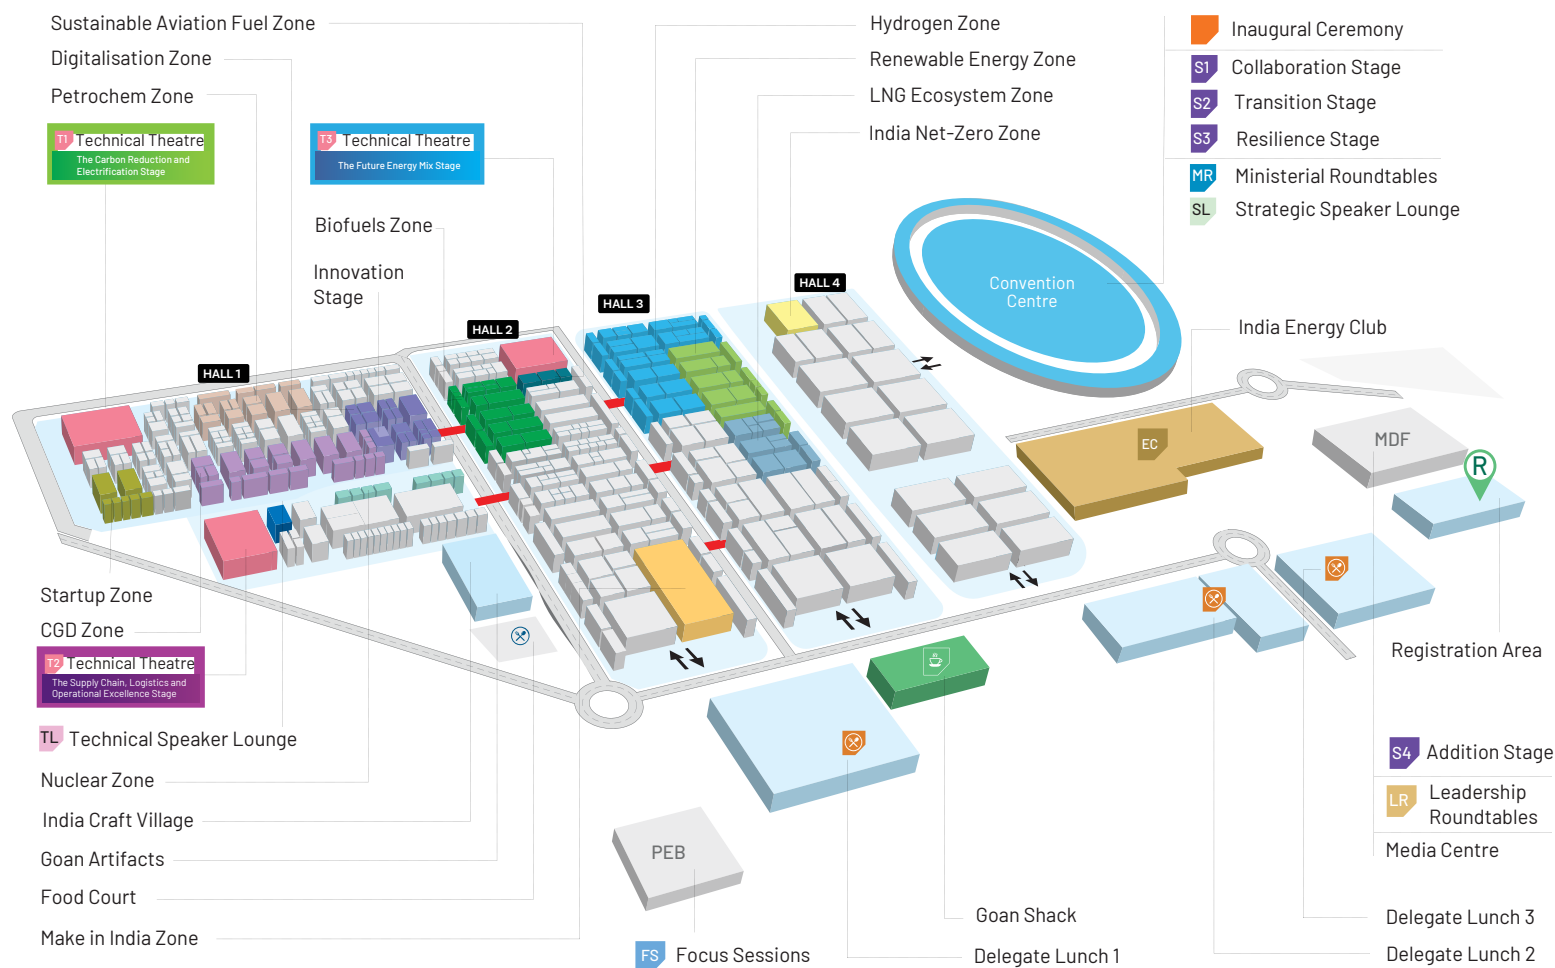 Sustainable Aviation Fuel Zone
Digitalisation Zone
Petrochem Zone
T1 Technical Theatre
The Carbon Reduction and
Electrification Stage
T3 Technical Theatre
The Future Energy Mix Stage
Biofuels Zone
Innovation
Stage
Hydrogen Zone
Renewable Energy Zone
LNG Ecosystem Zone
India Net-Zero Zone
Inaugural Ceremony
S1 Collaboration Stage
S2 Transition Stage
S3 Resilience Stage
MR Ministerial Roundtables
SL Strategic Speaker Lounge
HALL 1
HALL 2
HALL 3
HALL 4
Convention
Centre
India Energy Club
EC
MDF
R
Registration Area
Startup Zone
CGD Zone
T2 Technical Theatre
The Supply Chain, Logistics and
Operational Excellence Stage
TL Technical Speaker Lounge
Nuclear Zone
India Craft Village
Goan Artifacts
Food Court
Make in India Zone
PEB
FS Focus Sessions
Goan Shack
Delegate Lunch 1
S4 Addition Stage
LR Leadership
Roundtables
Media Centre
Delegate Lunch 3
Delegate Lunch 2